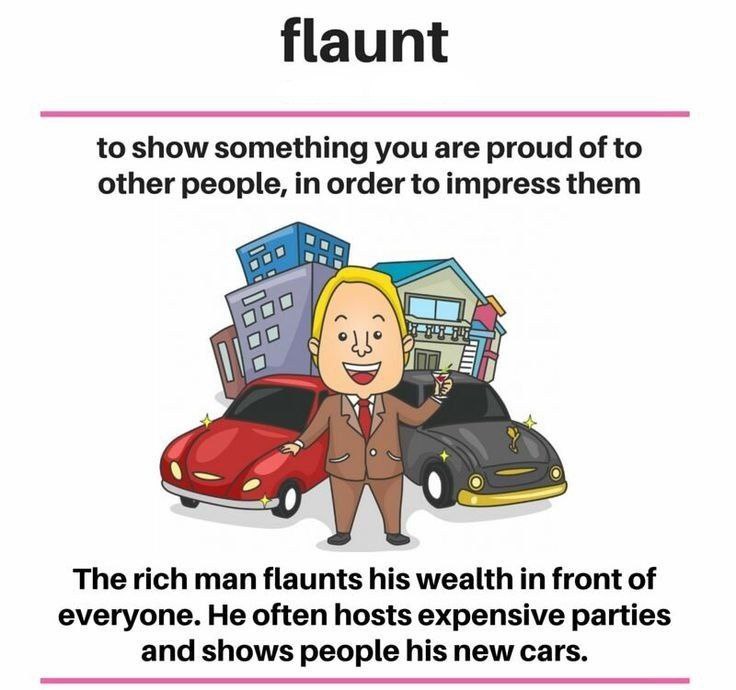 flaunt
to show something you are proud of to
other people, in order to impress them
The rich man flaunts his wealth in front of
everyone. He often hosts expensive parties
and shows people his new cars.